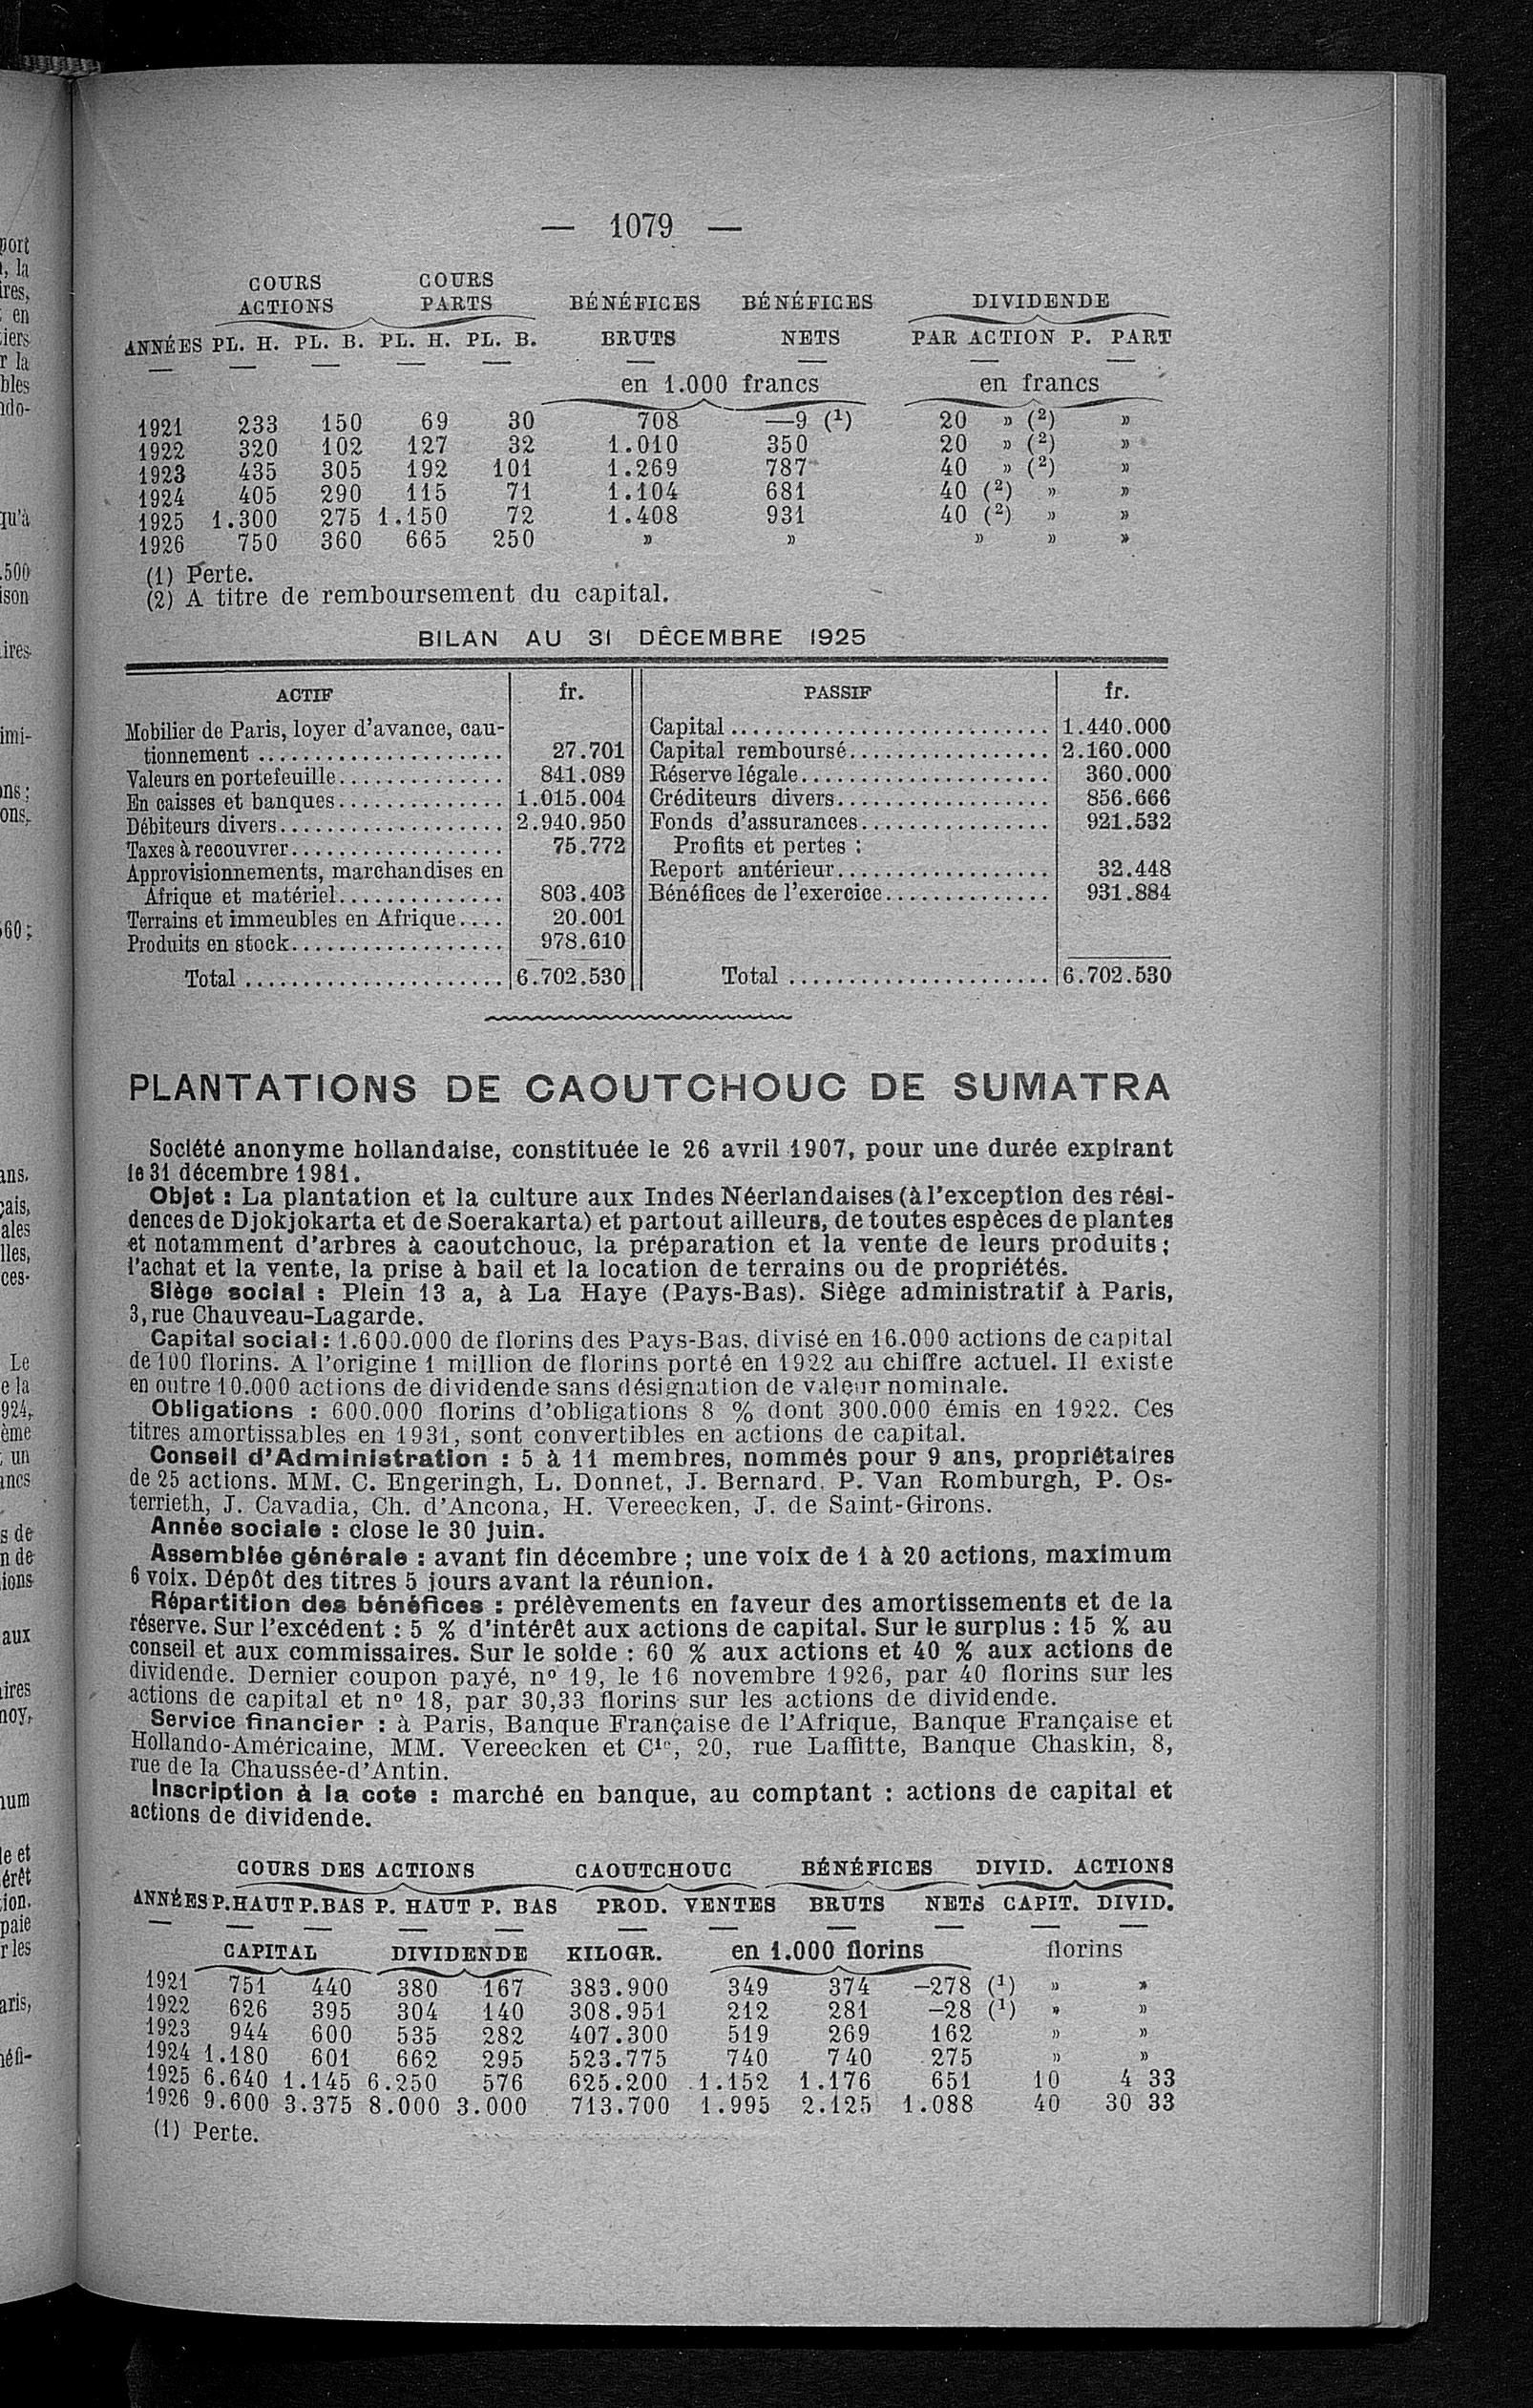 — 1079 —
COURS COURS
ACTIONS PARTS BÉNÉFICES BÉNÉFICES DIVIDENDE
ANNÉES PL. H. PL. B. PL. H. PL. B. BRUTS NETS PAR ACTION P. PART
en 1.000 francs en francs
1921 233 150 69 30 708 —9 (1) 20 » (2) »
1922 320 102 127 32 1.010 350 20 » (2) »
1923 435 305 192 101 1.269 787 40 » (2) »
1924 405 290 115 71 1.104 681 40 (2) » »
1925 1.300 275 1.150 72 1.408 931 40 (2) » »
1926 750 360 665 250 » » » » »
(1) Perte.
(2) A titre de remboursement du capital.
BILAN AU 31 DÉCEMBRE 1925
ACTIF fr. PASSIF fr.
Mobilier de Paris, loyer d'avance, cau- Capital 1.440.000
tionnement 27.701 Capital remboursé 2.160.000
Valeurs en portefeuille 841.089 Réserve légale 360.000
En caisses et banques 1.015.004 Créditeurs divers 856.666
Débiteurs divers 2.940.950 Fonds d'assurances 921.532
Taxes à recouvrer 75.772 Profits et pertes :
Approvisionnements, marchandises en Report antérieur 32.448
Afrique et matériel 803.403 Bénéfices de l'exercice 931.884
Terrains et immeubles en Afrique 20.001
Produits en stock 978.610
Total 6.702.530 Total 6.702.530
PLANTATIONS DE CAOUTCHOUC DE SUMATRA
Société anonyme hollandaise, constituée le 26 avril 1907, pour une durée expirant
le 31 décembre 1981.
Objet : La plantation et la culture aux Indes Néerlandaises (à l'exception des rési-
dences de Djokjokarta et de Soerakarta) et partout ailleurs, de toutes espèces de plantes
et notamment d'arbres à caoutchouc, la préparation et la vente de leurs produits ;
l'achat et la vente, la prise à bail et la location de terrains ou de propriétés.
Siège social : Plein 13 a, à La Haye (Pays-Bas). Siège administratif à Paris,
3, rue Chauveau-Lagarde.
Capital social : 1.600.000 de florins des Pays-Bas, divisé en 16.000 actions de capital
de 100 florins. A l'origine 1 million de florins porté en 1922 au chiffre actuel. Il existe
en outre 10.000 actions de dividende sans désignation de valeur nominale.
Obligations : 600.000 florins d'obligations 8 % dont 300.000 émis en 1922. Ces
titres amortissables en 1931, sont convertibles en actions de capital.
Conseil d'Administration : 5 à 11 membres, nommés pour 9 ans, propriétaires
de 25 actions. MM. C. Engeringh, L. Donnet, J. Bernard, P. Van Romburgh, P. Os-
terrieth, J. Cavadia, Ch. d'Ancona, H. Vereecken, J. de Saint-Girons.
Année sociale : close le 30 juin.
Assemblée générale : avant fin décembre ; une voix de 1 à 20 actions, maximum
6 voix. Dépôt des titres 5 jours avant la réunion.
Répartition des bénéfices : prélèvements en faveur des amortissements et de la
réserve. Sur l'excédent : 5 % d'intérêt aux actions de capital. Sur le surplus : 15 % au
conseil et aux commissaires. Sur le solde : 60 % aux actions et 40 % aux actions de
dividende. Dernier coupon payé, nº 19, le 16 novembre 1926, par 40 florins sur les
actions de capital et nº 18, par 30,33 florins sur les actions de dividende.
Service financier : à Paris, Banque Française de l'Afrique, Banque Française et
Hollando-Américaine, MM. Vereecken et Cie, 20, rue Laffitte, Banque Chaskin, 8,
rue de la Chaussée-d'Antin.
Inscription à la cote : marché en banque, au comptant : actions de capital et
actions de dividende.
COURS DES ACTIONS CAOUTCHOUC BÉNÉFICES DIVID. ACTIONS
ANNÉES P.HAUT P.BAS P. HAUT P. BAS PROD. VENTES BRUTS NETS CAPIT. DIVID.
CAPITAL DIVIDENDE KILOGR. en 1.000 florins florins
1921 751 440 380 167 383.900 349 374 —278 (1) » »
1922 626 395 304 140 308.951 212 281 —28 (1) » »
1923 944 600 535 282 407.300 519 269 162 » »
1924 1.180 601 662 295 523.775 740 740 275 » »
1925 6.640 1.145 6.250 576 625.200 1.152 1.176 651 10 4 33
1926 9.600 3.375 8.000 3.000 713.700 1.995 2.125 1.088 40 30 33
(1) Perte.